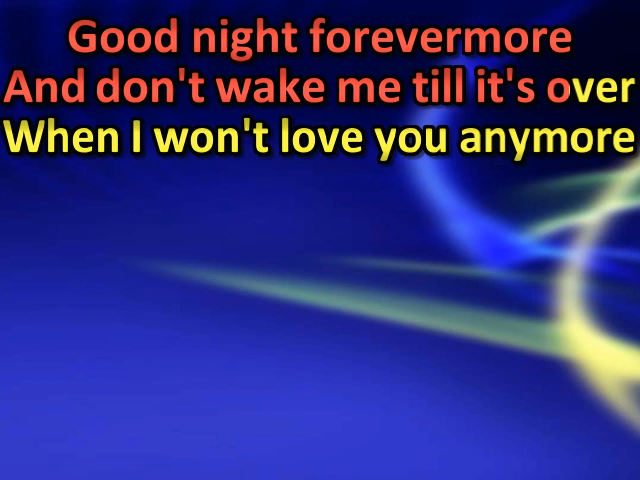 Good night forevermore
And don't wake me till it's over
When I won't love you anymore